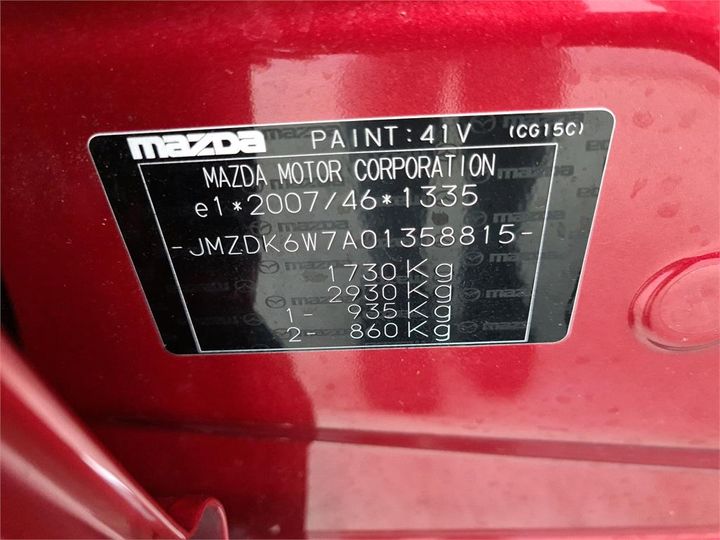 mazda PAINT:41V (CG15C)
MAZDA MOTOR CORPORATION
e1*2007/46*1335
-JMZDK6W7A01358815-
1730Kg
2930Kg
1- 935Kg
2- 860Kg